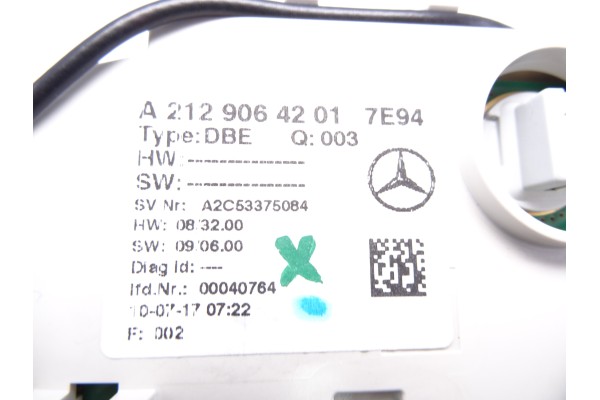 A 212 906 42 01 7E94
Type: DBE Q: 003
HW:---------------
SW:---------------
SV Nr: A2C53375084
HW: 08/32.00
SW: 09/06.00
Diag Id: ----
lfd.Nr.: 00040764
10-07-17 07:22
F: 002